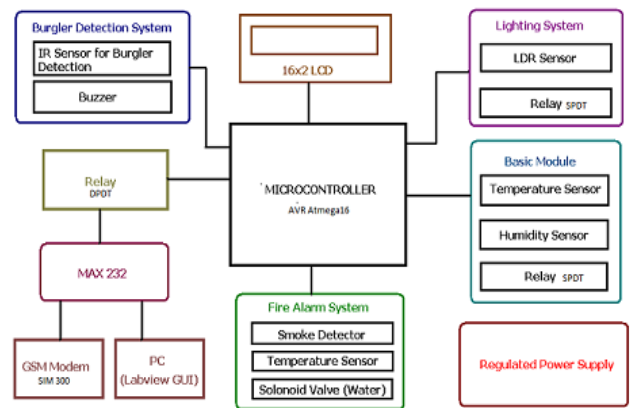 Burgler Detection System
IR Sensor for Burgler
Detection
Buzzer
16x2 LCD
Lighting System
LDR Sensor
Relay SPDT
Relay
DPDT
MICROCONTROLLER
AVR Atmega16
Basic Module
Temperature Sensor
Humidity Sensor
Relay SPDT
MAX 232
GSM Modem
SIM 300
PC
(Labview GUI)
Fire Alarm System
Smoke Detector
Temperature Sensor
Solonoid Valve (Water)
Regulated Power Supply